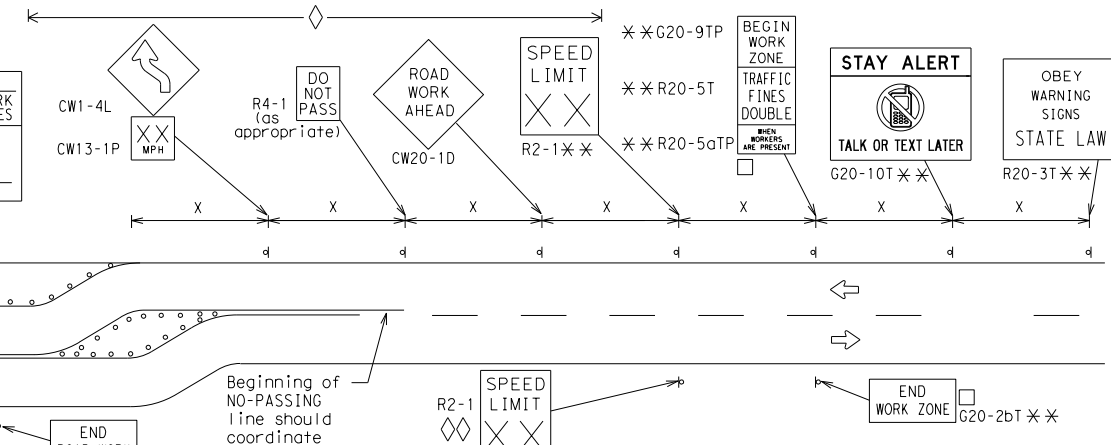 CW1-4L
CW13-1P
X X
MPH
R4-1
(as
appropriate)
DO
NOT
PASS
ROAD
WORK
AHEAD
CW20-1D
SPEED
LIMIT
X X
R2-1**
**G20-9TP
**R20-5T
**R20-5aTP
BEGIN
WORK
ZONE
TRAFFIC
FINES
DOUBLE
WHEN
WORKERS
ARE PRESENT
STAY ALERT
TALK OR TEXT LATER
G20-10T**
OBEY
WARNING
SIGNS
STATE LAW
R20-3T**
X X X X X X X
Beginning of
NO-PASSING
line should
coordinate
R2-1
SPEED
LIMIT
X X
END
WORK ZONE
G20-2bT**
END